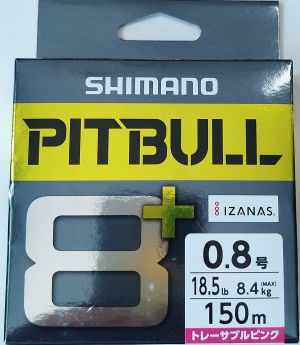 SHIMANO
PITBULL
8+
IZANAS
0.8号
18.5lb 8.4kg (MAX)
150m
トレーサブルピンク